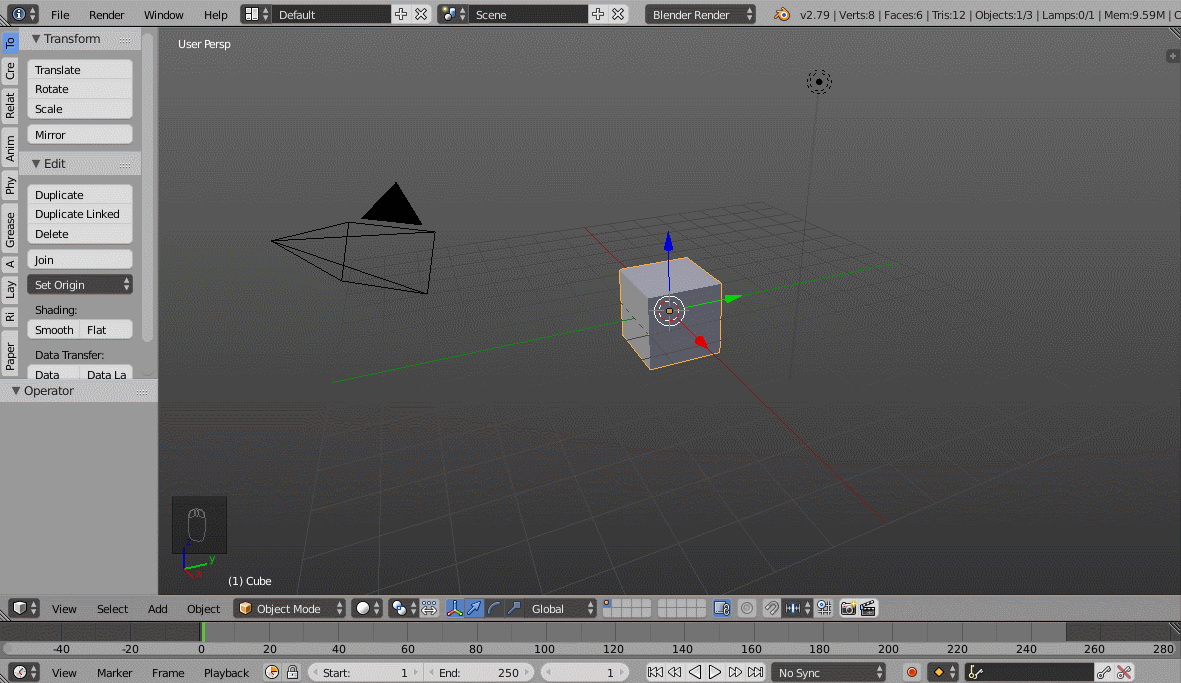 File Render Window Help Default Scene Blender Render v2.79 | Verts:8 | Faces:6 | Tris:12 | Objects:1/3 | Lamps:0/1 | Mem:9.59M | C
To
Cre
Relat
Anim
Phy
Grease
A
Lay
Ri
Paper
Transform
Translate
Rotate
Scale
Mirror
Edit
Duplicate
Duplicate Linked
Delete
Join
Set Origin
Shading:
Smooth Flat
Data Transfer:
Data Data La
Operator
User Persp
z
y
x
(1) Cube
View Select Add Object Object Mode Global
-40 -20 0 20 40 60 80 100 120 140 160 180 200 220 240 260 280
View Marker Frame Playback Start: 1 End: 250 1 No Sync